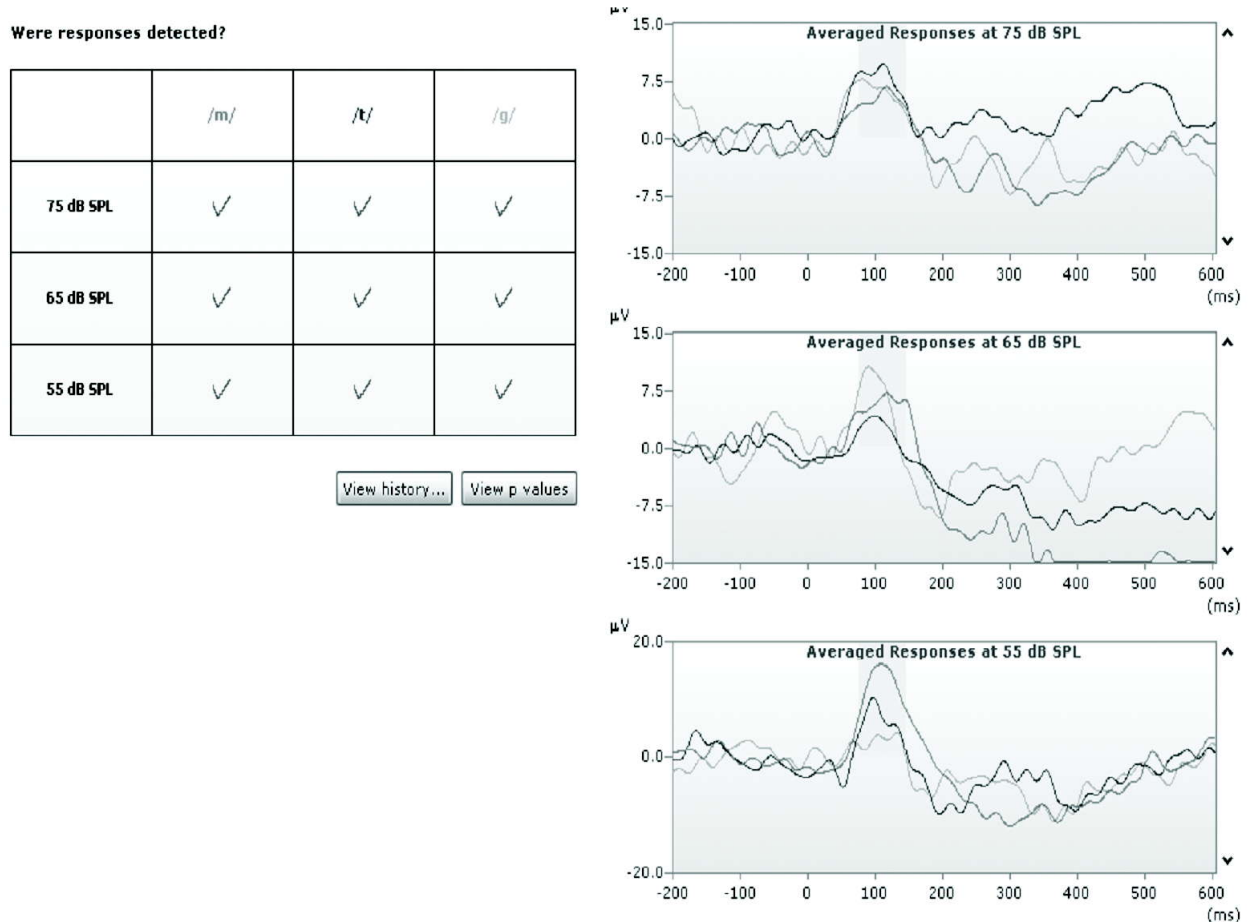 Were responses detected?
/m/ /t/ /g/
75 dB SPL ✓ ✓ ✓
65 dB SPL ✓ ✓ ✓
55 dB SPL ✓ ✓ ✓
View history... View p values
µV
Averaged Responses at 75 dB SPL
15.0
7.5
0.0
-7.5
-15.0
-200 -100 0 100 200 300 400 500 600
(ms)
µV
Averaged Responses at 65 dB SPL
15.0
7.5
0.0
-7.5
-15.0
-200 -100 0 100 200 300 400 500 600
(ms)
µV
Averaged Responses at 55 dB SPL
20.0
0.0
-20.0
-200 -100 0 100 200 300 400 500 600
(ms)